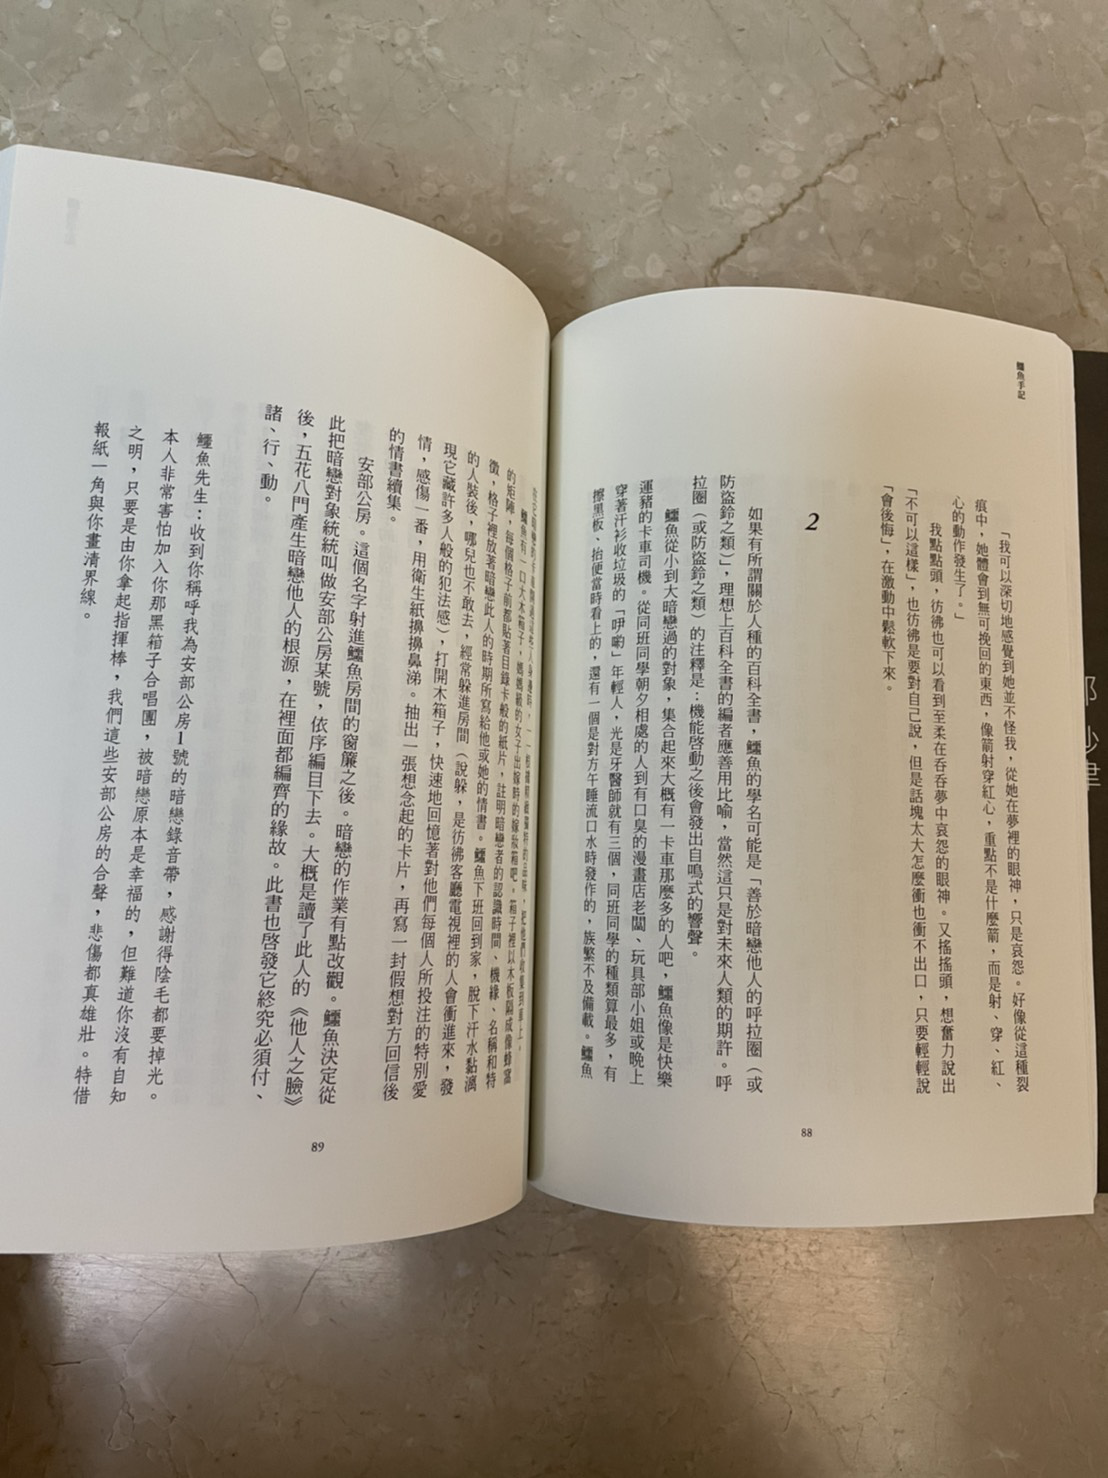 鱷魚手記
「我可以深切地感覺到她並不怪我，從她在夢裡的眼神，只是哀怨。好像從這種裂
痕中，她體會到無可挽回的東西，像箭射穿紅心，重點不是什麼箭，而是射、穿、紅、
心的動作發生了。」
我點點頭，彷彿也可以看到至柔在吞吞夢中哀怨的眼神。又搖搖頭，想奮力說出
「不可以這樣」，也彷彿是要對自己說，但是話塊太大怎麼衝也衝不出口，只要輕輕說
「會後悔」，在激動中鬆軟下來。
2
如果有所謂關於人種的百科全書，鱷魚的學名可能是「善於暗戀他人的呼拉圈（或
防盜鈴之類）」，理想上百科全書的編者應善用比喻，當然這只是對未來人類的期許。呼
拉圈（或防盜鈴之類）的注釋是：機能啓動之後會發出自鳴式的響聲。
鱷魚從小到大暗戀過的對象，集合起來大概有一卡車那麼多的人吧，鱷魚像是快樂
運豬的卡車司機。從同班同學朝夕相處的人到有口臭的漫畫店老闆、玩具部小姐或晚上
穿著汗衫收垃圾的「咿喲」年輕人，光是牙醫師就有三個，同班同學的種類算最多，有
擦黑板、抬便當時看上的，還有一個是對方午睡流口水時發作的，族繁不及備載。鱷魚
88
鱷魚有一口大木箱子，媽媽級的女子出嫁時的嫁妝箱吧。箱子裡以木板隔成像蜂窩
的矩陣，每個格子前都貼著目錄卡般的紙片，註明暗戀者的認識時間、機緣、名稱和特
徵，格子裡放著暗戀此人的時期所寫給他或她的情書。鱷魚下班回到家，脫下汗水黏漓
的人裝後，哪兒也不敢去，經常躲進房間（說躲，是彷彿客廳電視裡的人會衝進來，發
現它藏許多人般的犯法感），打開木箱子，快速地回憶著對他們每個人所投注的特別愛
情，感傷一番，用衛生紙擤擤鼻涕。抽出一張想念起的卡片，再寫一封假想對方回信後
的情書續集。
安部公房。這個名字射進鱷魚房間的窗簾之後。暗戀的作業有點改觀。鱷魚決定從
此把暗戀對象統統叫做安部公房某號，依序編目下去。大概是讀了此人的《他人之臉》
後，五花八門產生暗戀他人的根源，在裡面都編齊的緣故。此書也啓發它終究必須付、
諸、行、動。
鱷魚先生：收到你稱呼我為安部公房1號的暗戀錄音帶，感謝得陰毛都要掉光。
本人非常害怕加入你那黑箱子合唱團，被暗戀原本是幸福的，但難道你沒有自知
之明，只要是由你拿起指揮棒，我們這些安部公房的合聲，悲傷都真雄壯。特借
報紙一角與你畫清界線。
89